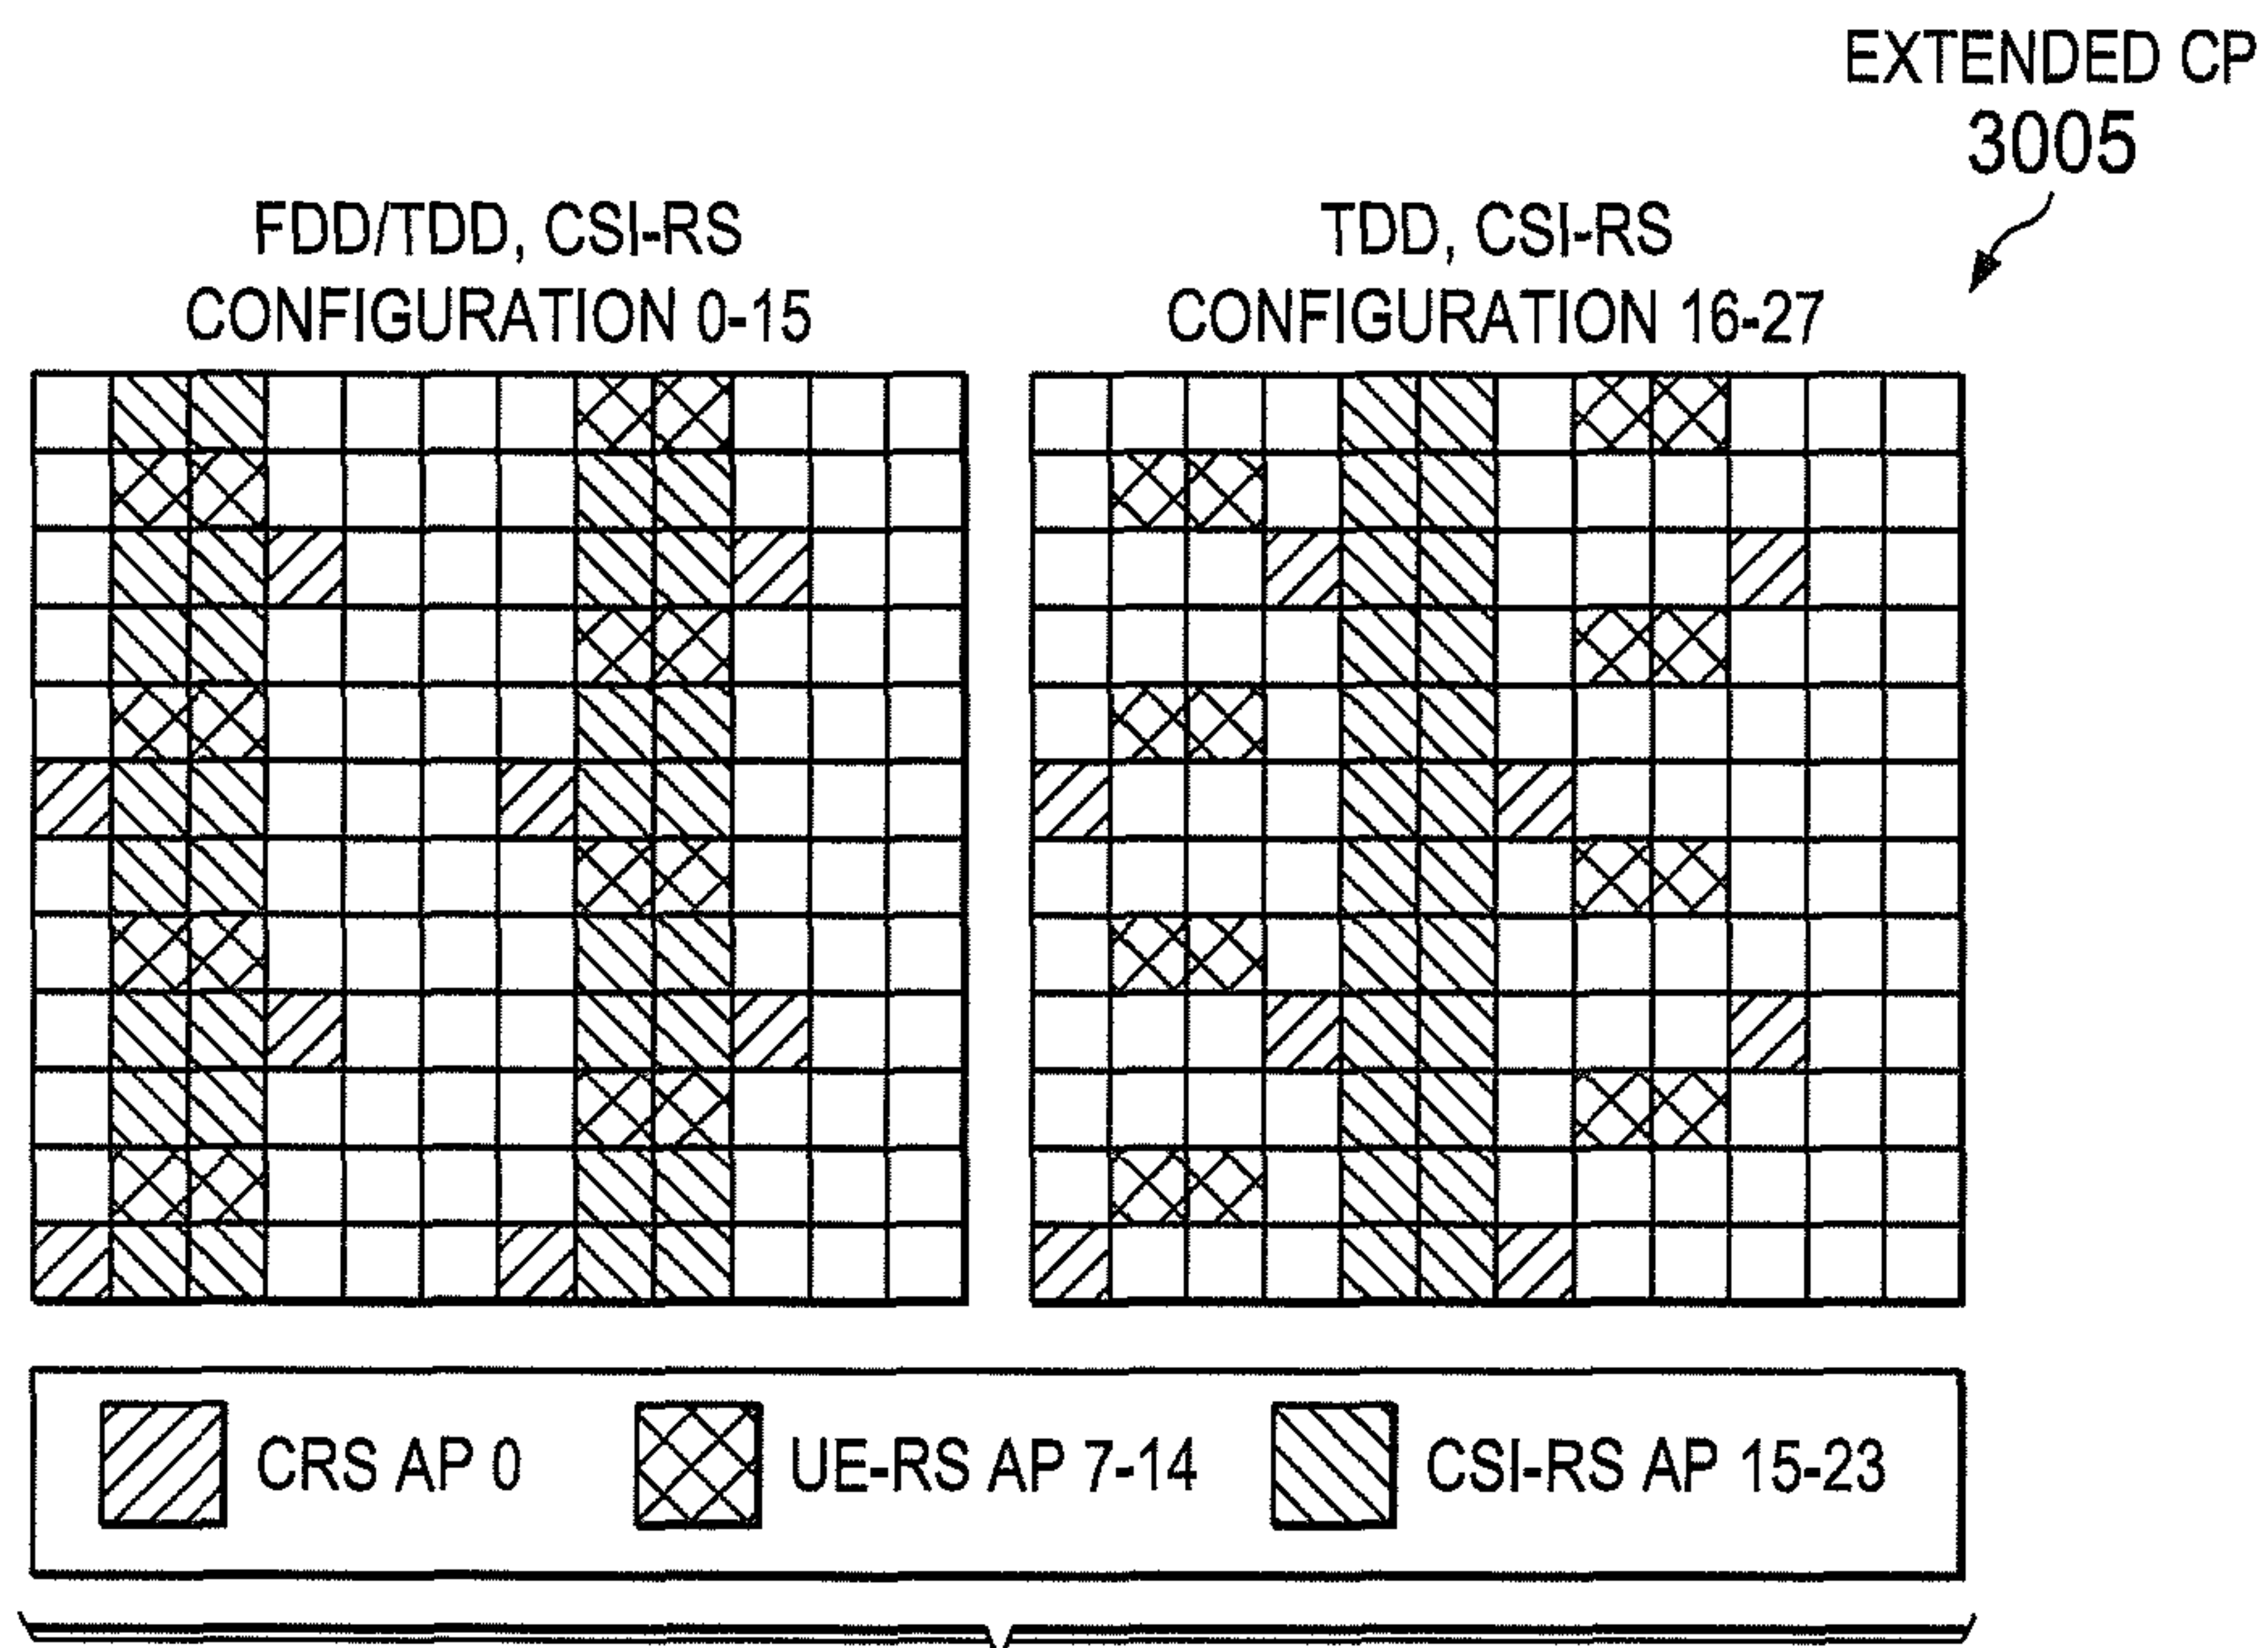 EXTENDED CP
3005
FDD/TDD, CSI-RS
CONFIGURATION 0-15
TDD, CSI-RS
CONFIGURATION 16-27
CRS AP 0
UE-RS AP 7-14
CSI-RS AP 15-23